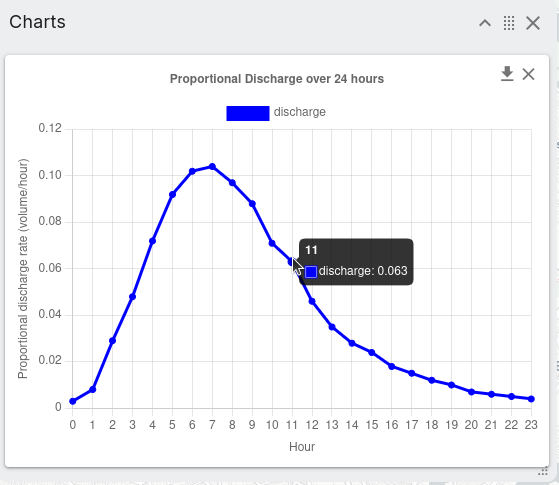 Charts
Proportional Discharge over 24 hours
discharge
Proportional discharge rate (volume/hour)
0.12
0.10
0.08
0.06
0.04
0.02
0
11
discharge: 0.063
0 1 2 3 4 5 6 7 8 9 10 11 12 13 14 15 16 17 18 19 20 21 22 23
Hour